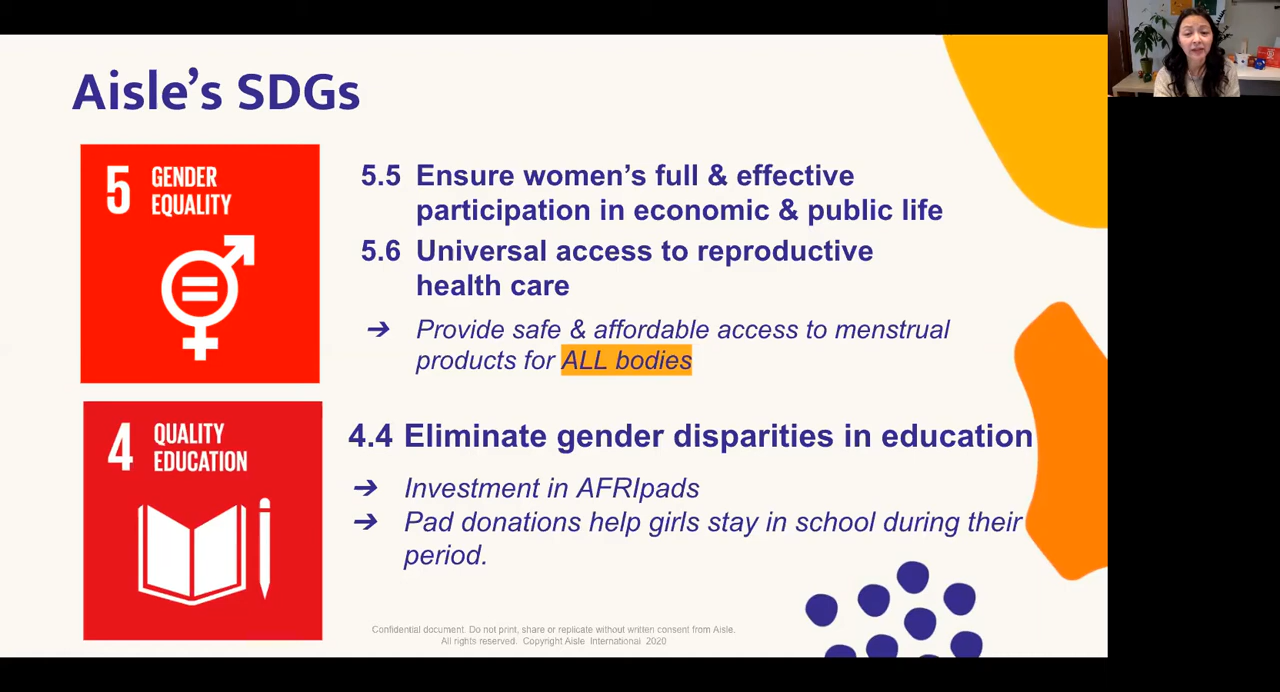 Aisle's SDGs
5 GENDER
EQUALITY
5.5 Ensure women's full & effective
participation in economic & public life
5.6 Universal access to reproductive
health care
➔ Provide safe & affordable access to menstrual
products for ALL bodies
4 QUALITY
EDUCATION
4.4 Eliminate gender disparities in education
➔ Investment in AFRIpads
➔ Pad donations help girls stay in school during their
period.
Confidential document. Do not print, share or replicate without written consent from Aisle.
All rights reserved. Copyright Aisle International 2020